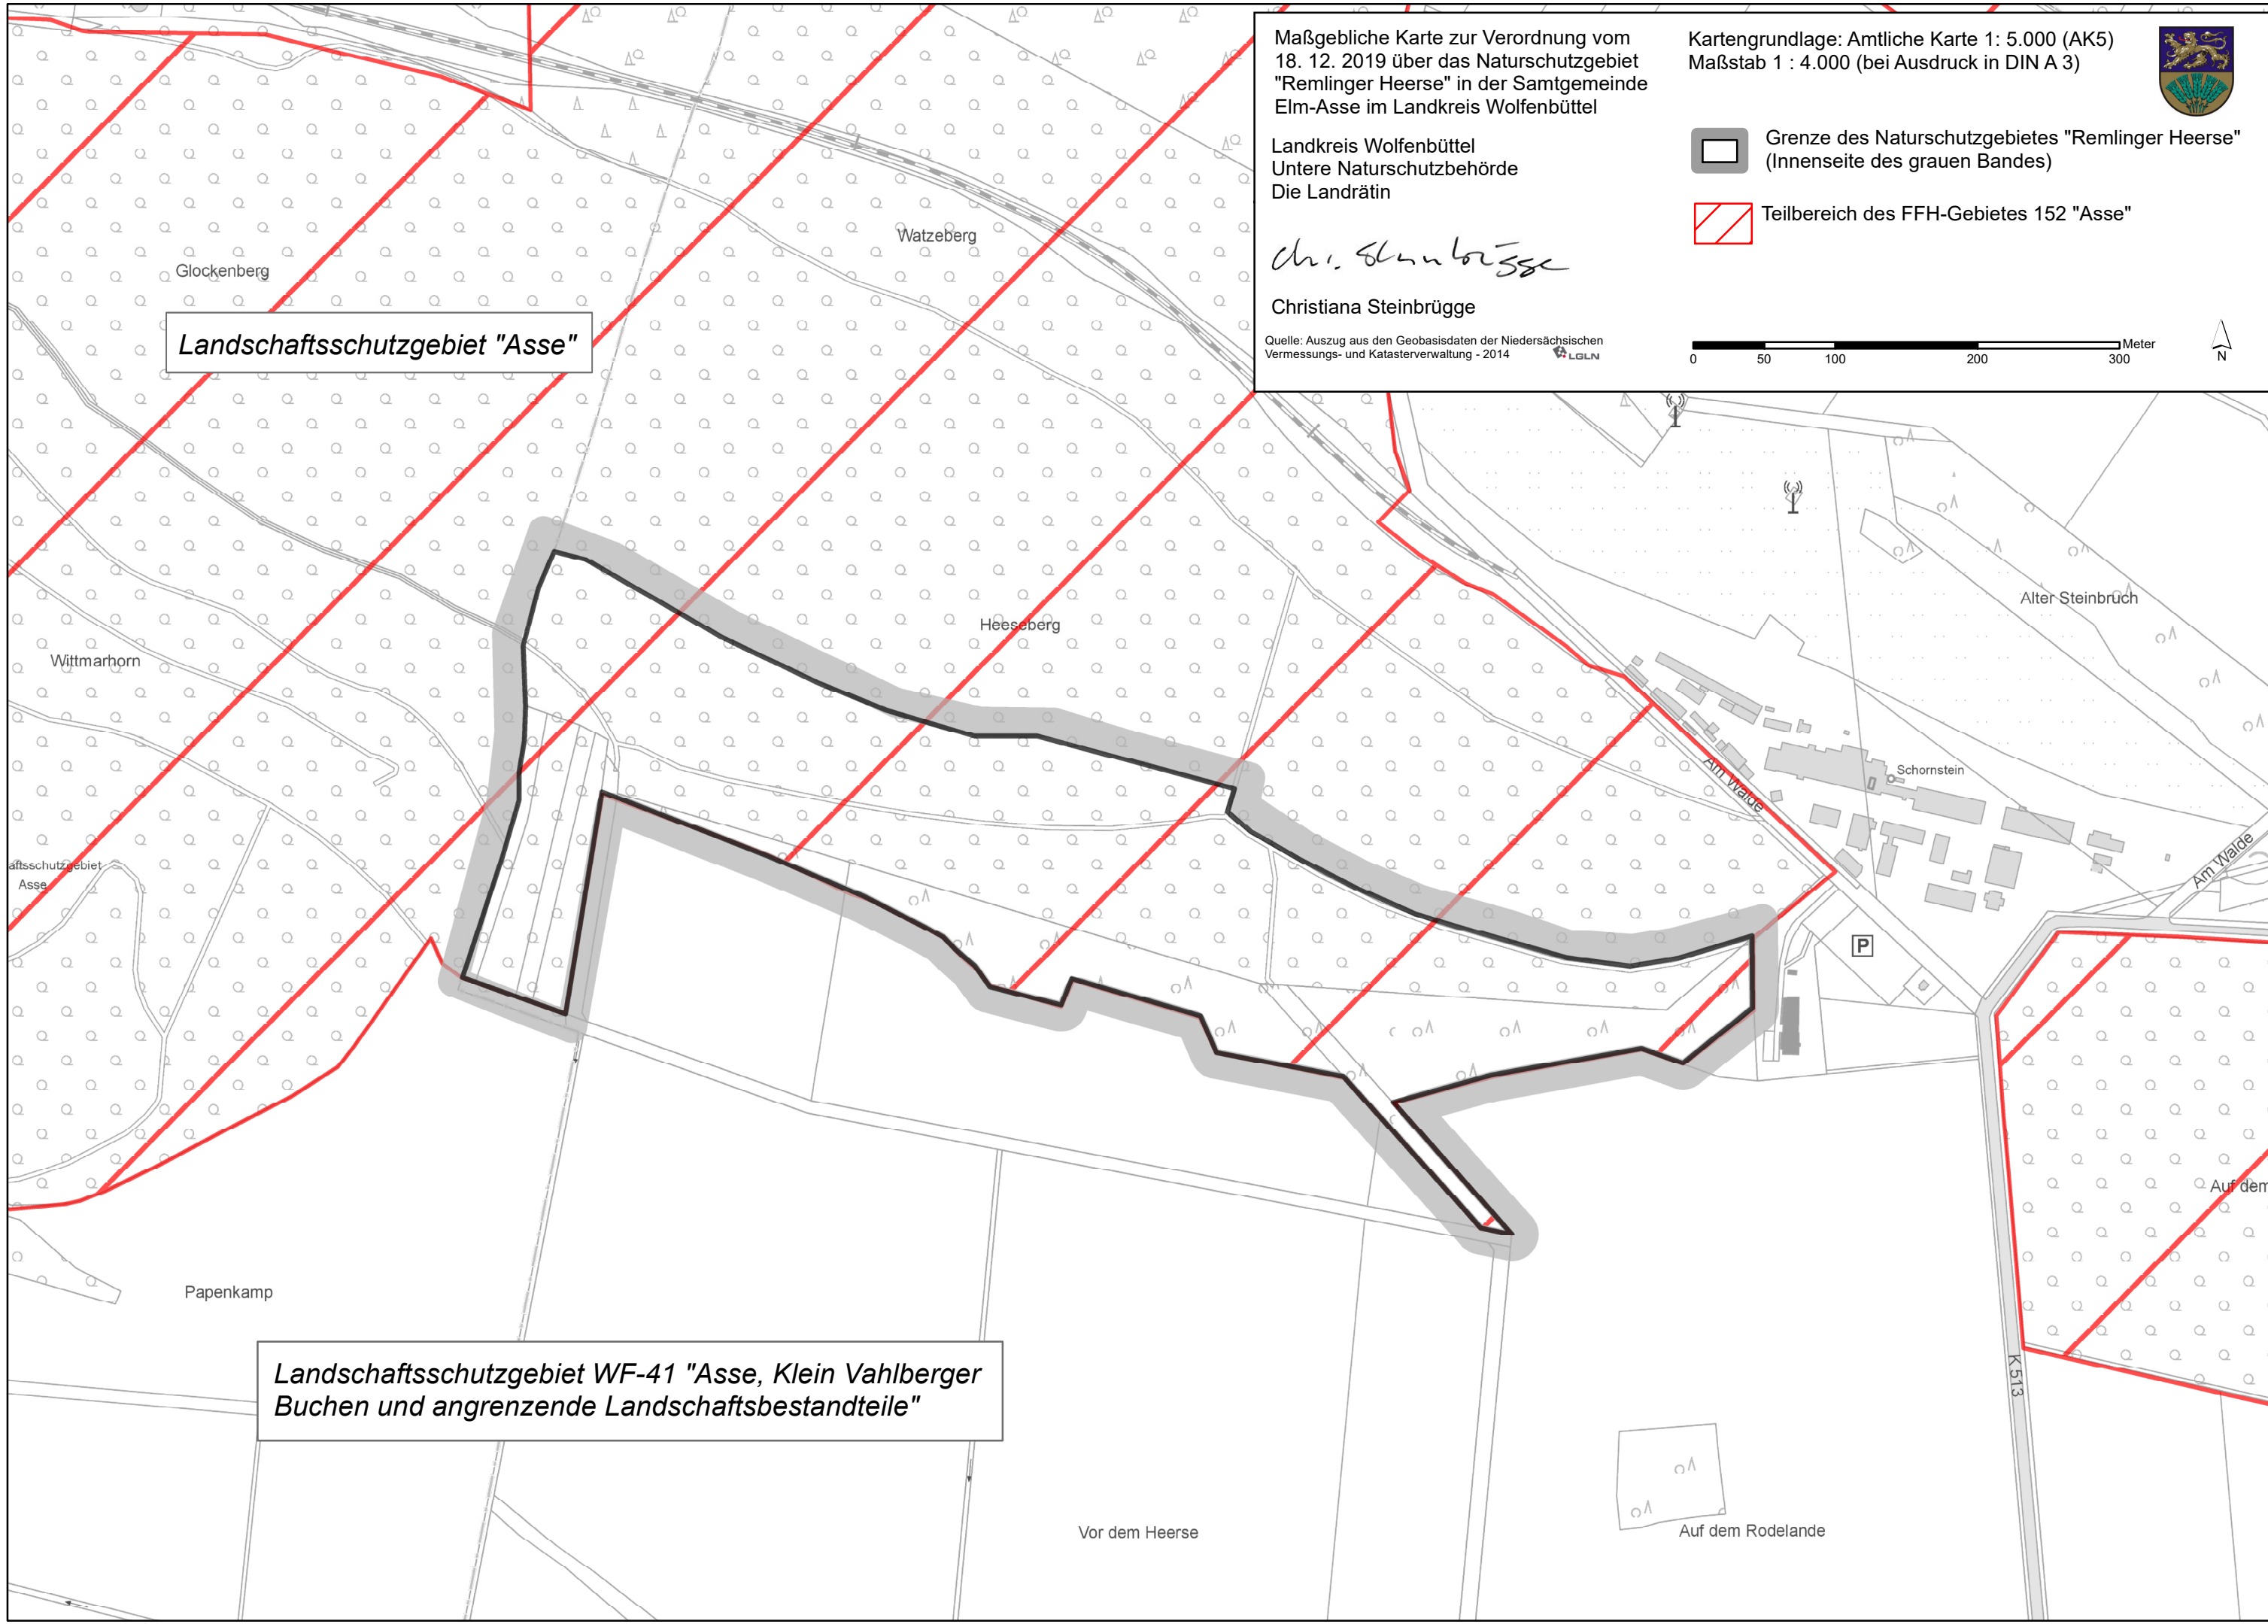 Maßgebliche Karte zur Verordnung vom
18. 12. 2019 über das Naturschutzgebiet
"Remlinger Heerse" in der Samtgemeinde
Elm-Asse im Landkreis Wolfenbüttel
Landkreis Wolfenbüttel
Untere Naturschutzbehörde
Die Landrätin
Christiana Steinbrügge
Quelle: Auszug aus den Geobasisdaten der Niedersächsischen
Vermessungs- und Katasterverwaltung - 2014
LGLN
Kartengrundlage: Amtliche Karte 1: 5.000 (AK5)
Maßstab 1 : 4.000 (bei Ausdruck in DIN A 3)
Grenze des Naturschutzgebietes "Remlinger Heerse"
(Innenseite des grauen Bandes)
Teilbereich des FFH-Gebietes 152 "Asse"
Meter
0 50 100 200 300
N
Watzeberg
Glockenberg
Landschaftsschutzgebiet "Asse"
Alter Steinbruch
Heeseberg
Wittmarhorn
Schornstein
Am Walde
Am Walde
aftsschutzgebiet
Asse
P
Auf dem
Papenkamp
K 513
Landschaftsschutzgebiet WF-41 "Asse, Klein Vahlberger
Buchen und angrenzende Landschaftsbestandteile"
Vor dem Heerse
Auf dem Rodelande